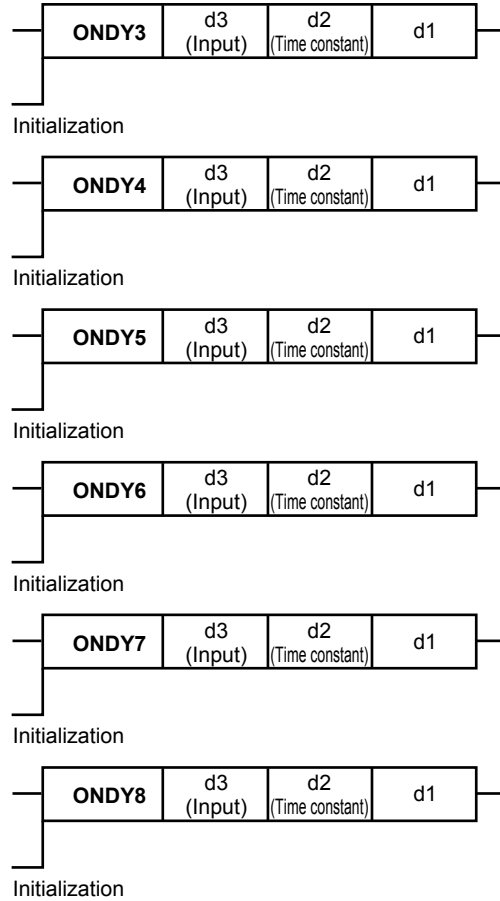 ONDY3 d3 d2 d1
(Input) (Time constant)
Initialization
ONDY4 d3 d2 d1
(Input) (Time constant)
Initialization
ONDY5 d3 d2 d1
(Input) (Time constant)
Initialization
ONDY6 d3 d2 d1
(Input) (Time constant)
Initialization
ONDY7 d3 d2 d1
(Input) (Time constant)
Initialization
ONDY8 d3 d2 d1
(Input) (Time constant)
Initialization